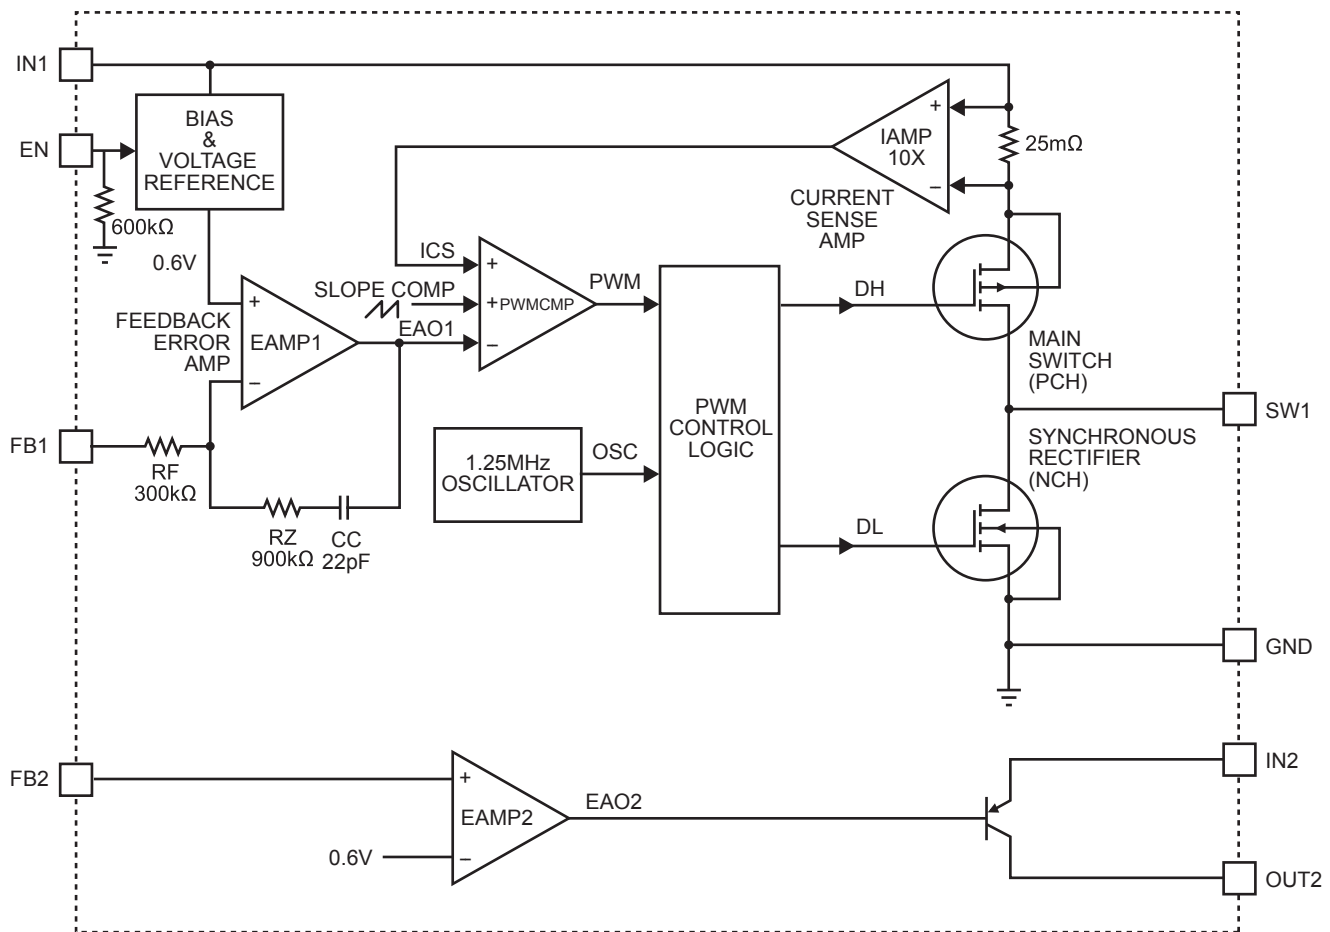 IN1
EN
BIAS
&
VOLTAGE
REFERENCE
600kΩ
0.6V
+
IAMP
10X
–
25mΩ
CURRENT
SENSE
AMP
ICS
SLOPE COMP
EAO1
+
+PWMCMP
–
PWM
FEEDBACK
ERROR
AMP
+
EAMP1
–
DH
MAIN
SWITCH
(PCH)
PWM
CONTROL
LOGIC
SW1
SYNCHRONOUS
RECTIFIER
(NCH)
FB1
RF
300kΩ
RZ
900kΩ
CC
22pF
1.25MHz
OSCILLATOR
OSC
DL
GND
FB2
+
EAMP2
–
0.6V
EAO2
IN2
OUT2